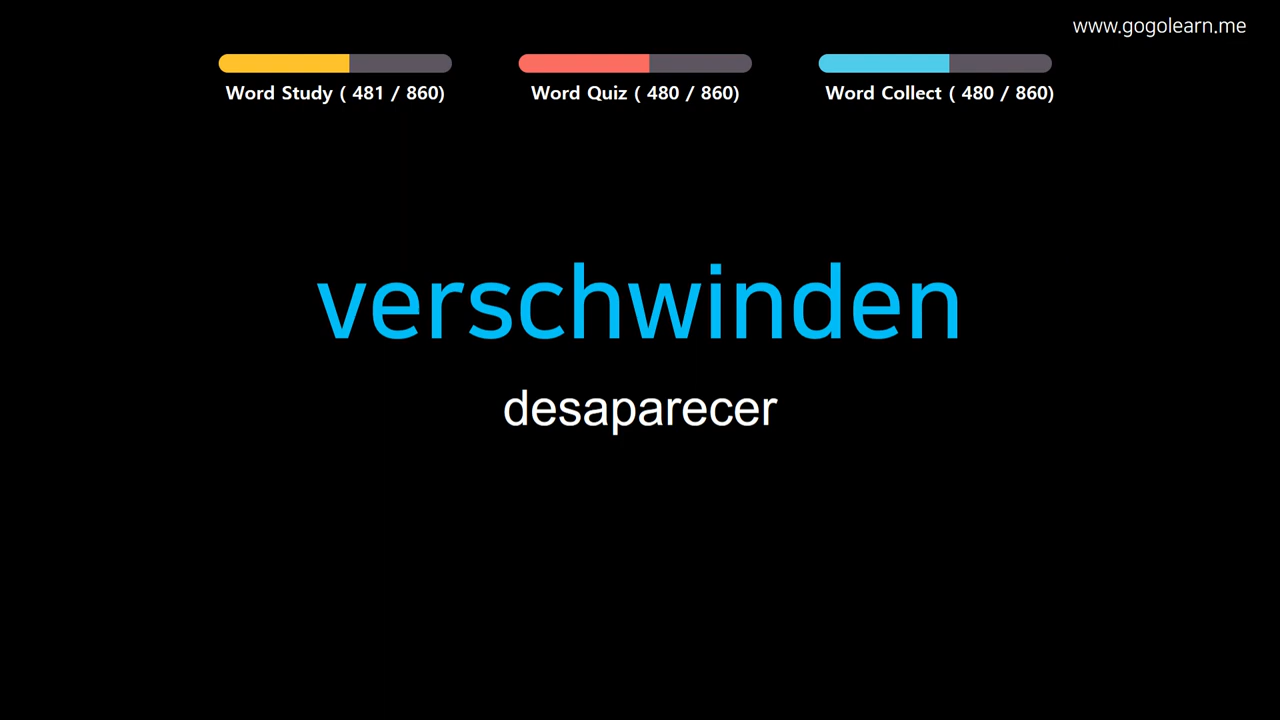 www.gogolearn.me
Word Study ( 481 / 860)
Word Quiz ( 480 / 860)
Word Collect ( 480 / 860)
verschwinden
desaparecer